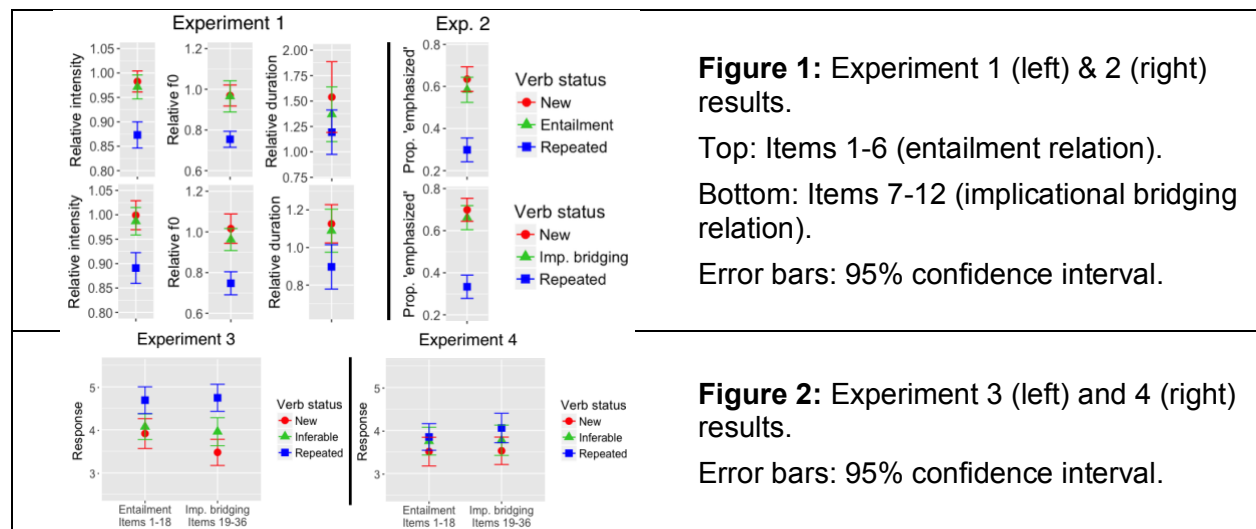 Experiment 1
Exp. 2
Relative intensity
1.05
1.00
0.95
0.90
0.85
0.80
Relative f0
1.2
1.0
0.8
0.6
Relative duration
2.00
1.75
1.50
1.25
1.00
0.75
Prop. 'emphasized'
0.8
0.6
0.4
0.2
Verb status
New
Entailment
Repeated
Relative intensity
1.05
1.00
0.95
0.90
0.85
0.80
Relative f0
1.2
1.0
0.8
0.6
Relative duration
1.2
1.0
0.8
Prop. 'emphasized'
0.8
0.6
0.4
0.2
Verb status
New
Imp. bridging
Repeated
Figure 1: Experiment 1 (left) & 2 (right)
results.
Top: Items 1-6 (entailment relation).
Bottom: Items 7-12 (implicational bridging
relation).
Error bars: 95% confidence interval.
Experiment 3
Response
5
4
3
Entailment
Items 1-18
Imp. bridging
Items 19-36
Verb status
New
Inferable
Repeated
Experiment 4
Response
5
4
3
Entailment
Items 1-18
Imp. bridging
Items 19-36
Verb status
New
Inferable
Repeated
Figure 2: Experiment 3 (left) and 4 (right)
results.
Error bars: 95% confidence interval.